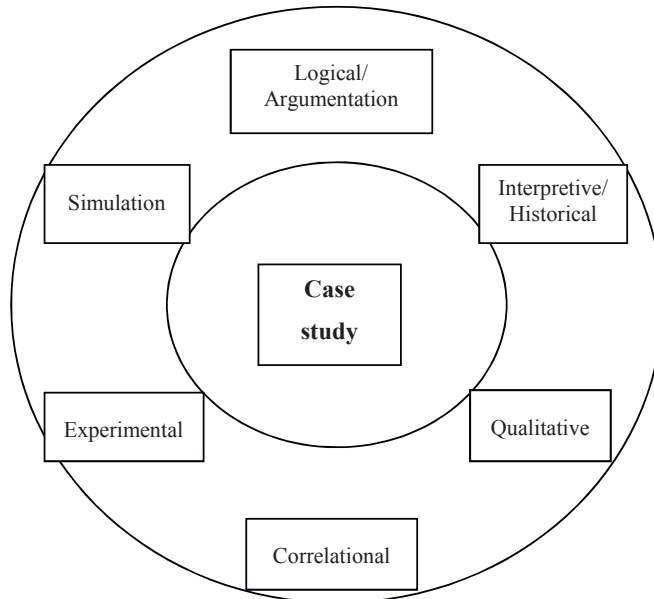 Logical/
Argumentation
Simulation
Interpretive/
Historical
Case
study
Experimental
Qualitative
Correlational